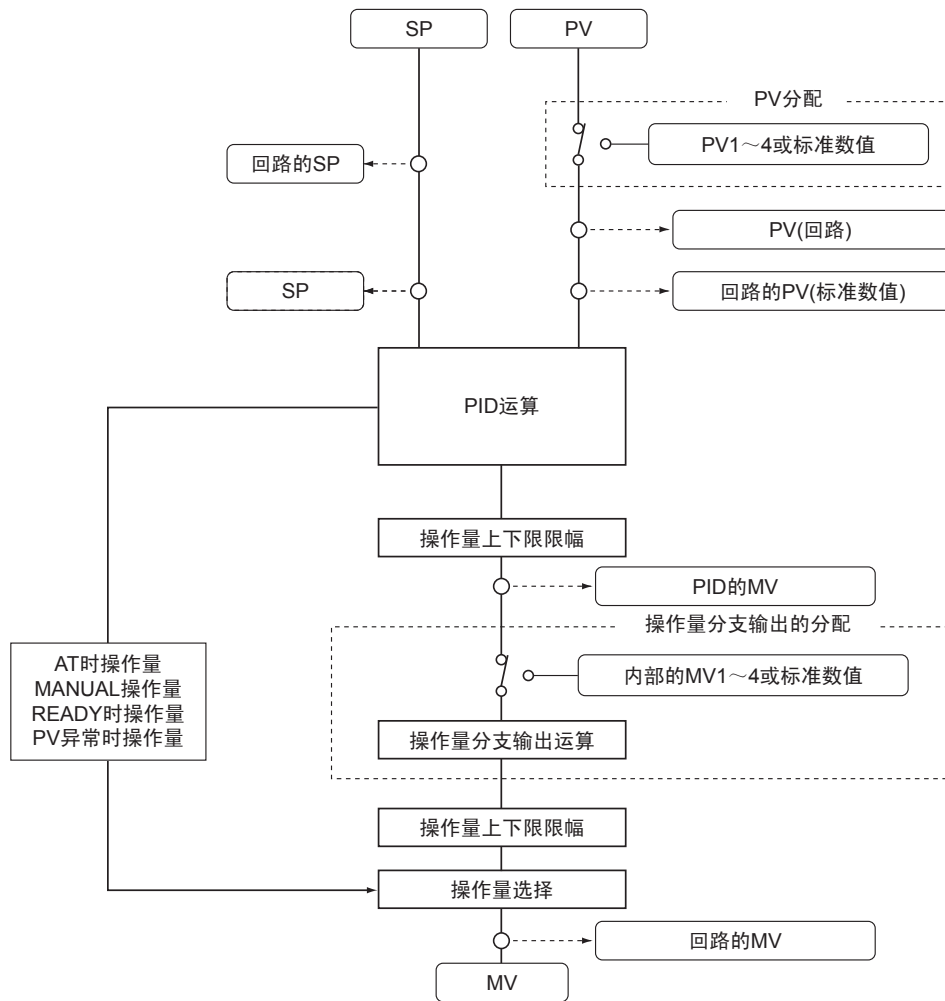 SP
PV
PV分配
PV1～4或标准数值
回路的SP
PV(回路)
SP
回路的PV(标准数值)
PID运算
操作量上下限限幅
PID的MV
操作量分支输出的分配
AT时操作量
MANUAL操作量
READY时操作量
PV异常时操作量
内部的MV1～4或标准数值
操作量分支输出运算
操作量上下限限幅
操作量选择
回路的MV
MV